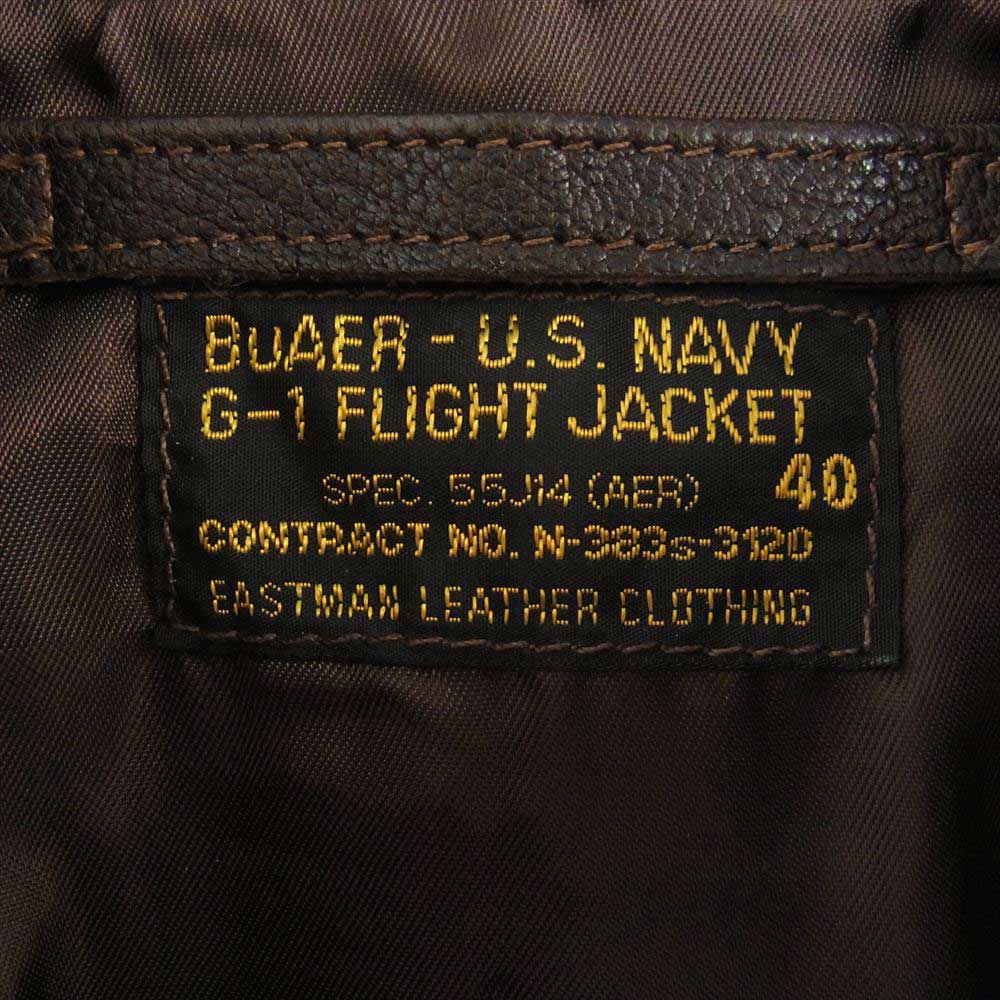 BuAER - U.S. NAVY
G-1 FLIGHT JACKET
SPEC. 55J14 (AER) 40
CONTRACT NO. N-383s-3120
EASTMAN LEATHER CLOTHING